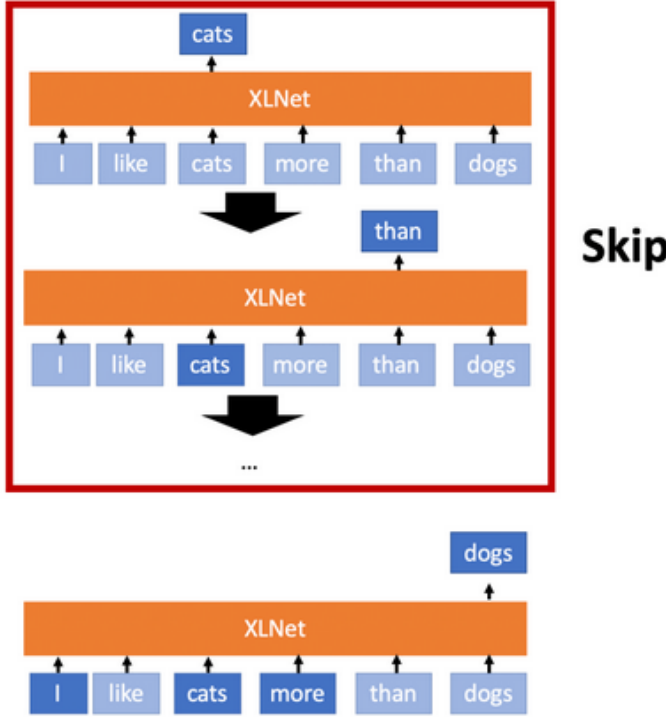 cats
XLNet
I like cats more than dogs
than
Skip
XLNet
I like cats more than dogs
...
dogs
XLNet
I like cats more than dogs